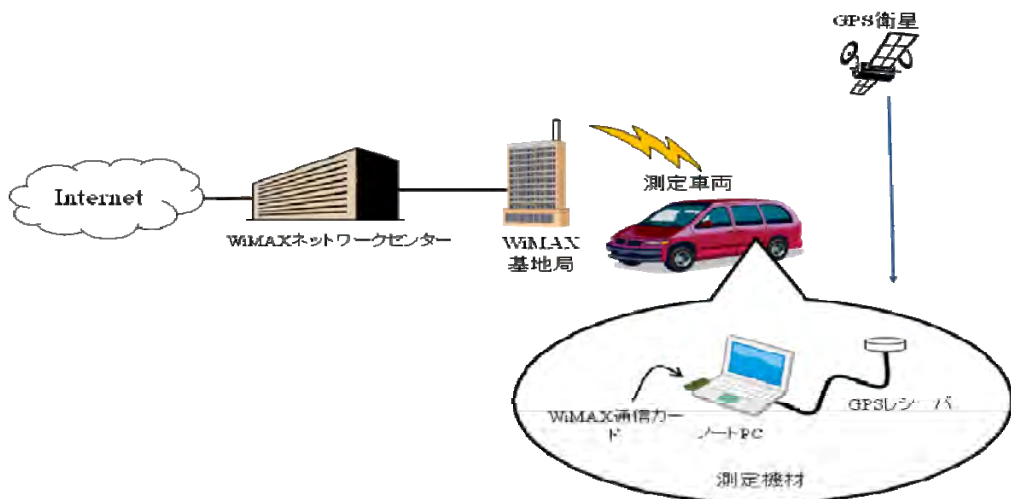 GPS衛星
Internet
WiMAXネットワークセンター
WiMAX
基地局
測定車両
WiMAX通信カー
ド
ノートPC
GPSレシーバ
測定機材